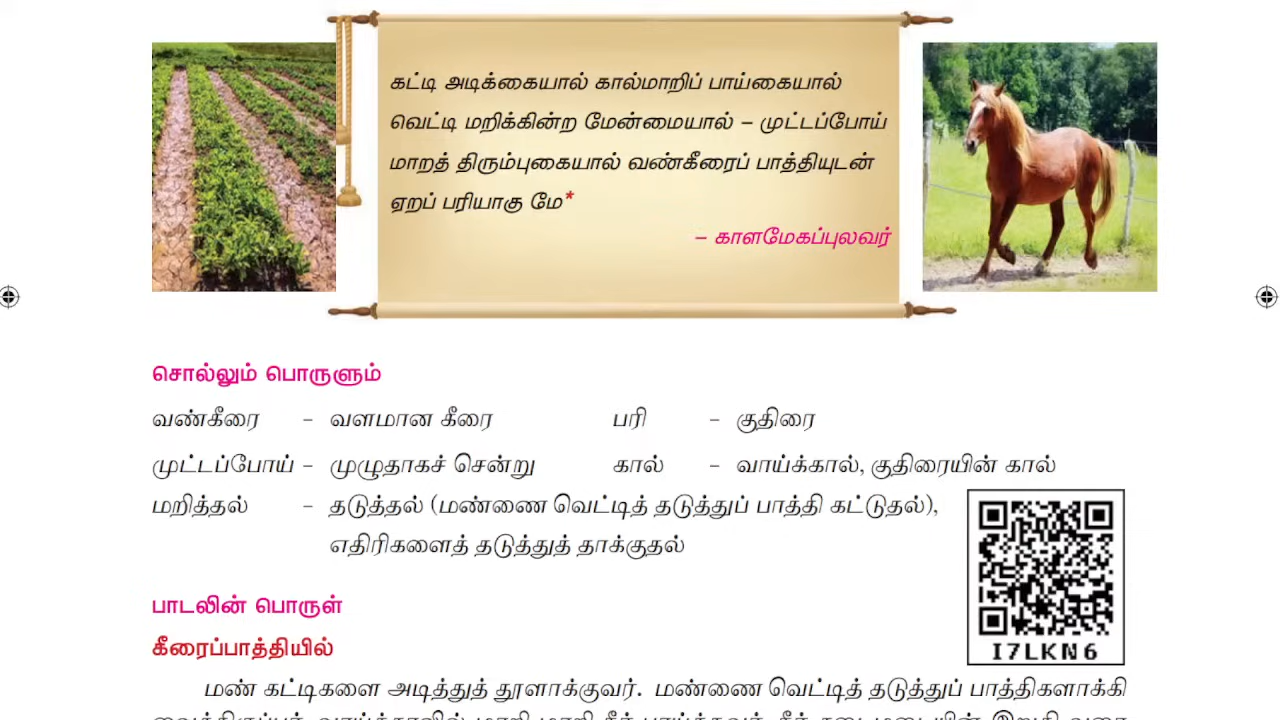 கட்டி அடிக்கையால் கால்மாறிப் பாய்கையால்
வெட்டி மறிக்கின்ற மேன்மையால் – முட்டப்போய்
மாறத் திரும்புகையால் வண்கீரைப் பாத்தியுடன்
ஏறப் பரியாகு மே*
– காளமேகப்புலவர்
சொல்லும் பொருளும்
வண்கீரை – வளமான கீரை பரி – குதிரை
முட்டப்போய் – முழுதாகச் சென்று கால் – வாய்க்கால், குதிரையின் கால்
மறித்தல் – தடுத்தல் (மண்ணை வெட்டித் தடுத்துப் பாத்தி கட்டுதல்),
எதிரிகளைத் தடுத்துத் தாக்குதல்
I7LKN6
பாடலின் பொருள்
கீரைப்பாத்தியில்
மண் கட்டிகளை அடித்துத் தூளாக்குவர். மண்ணை வெட்டித் தடுத்துப் பாத்திகளாக்கி